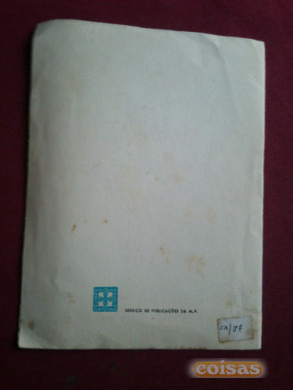 SERVIÇO DE PUBLICAÇÕES DA M.P.
coisas